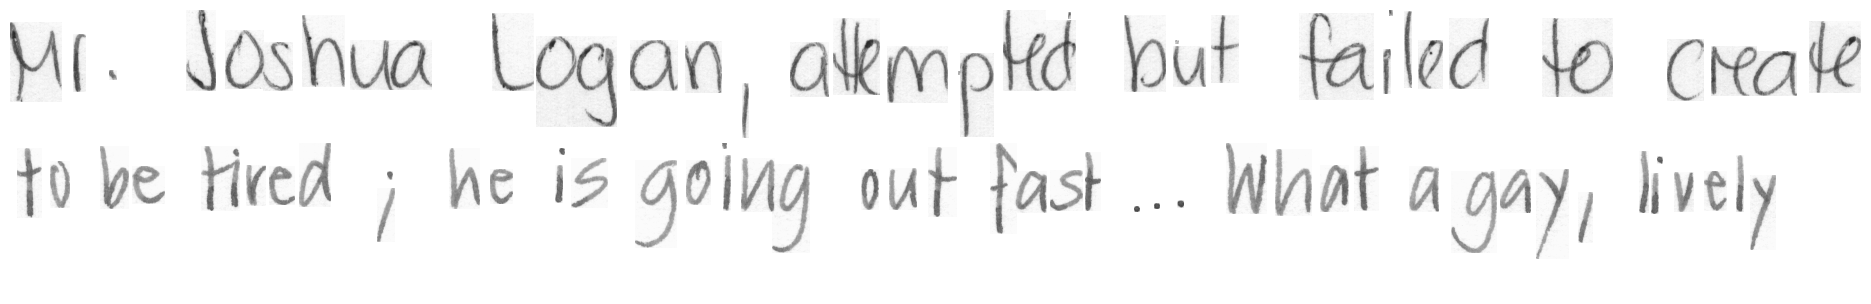 Mr. Joshua Logan, attempted but failed to create
to be tired ; he is going out fast ... What a gay, lively